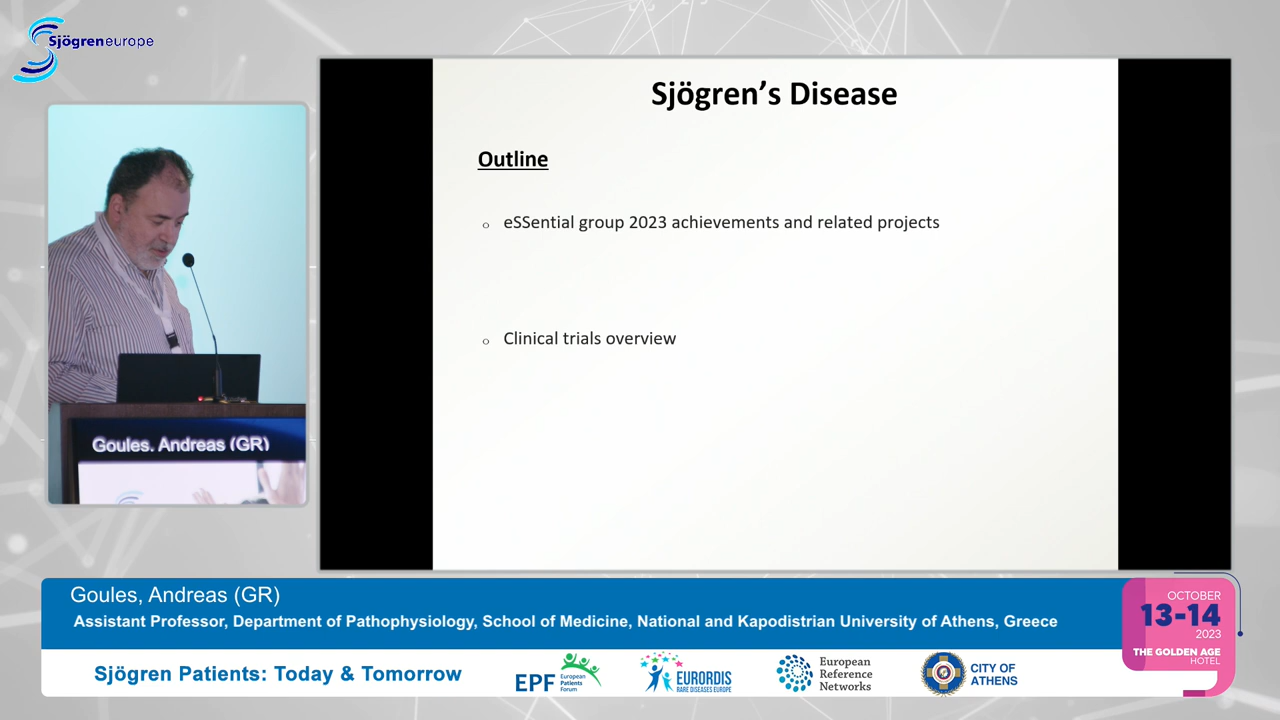 Sjögreneurope
Sjögren's Disease
Outline
o eSSential group 2023 achievements and related projects
o Clinical trials overview
Goules, Andreas (GR)
Goules, Andreas (GR)
Assistant Professor, Department of Pathophysiology, School of Medicine, National and Kapodistrian University of Athens, Greece
OCTOBER
13-14
2023
THE GOLDEN AGE
HOTEL
Sjögren Patients: Today & Tomorrow
EPF
European
Patients
Forum
EURORDIS
RARE DISEASES EUROPE
European
Reference
Networks
CITY OF
ATHENS